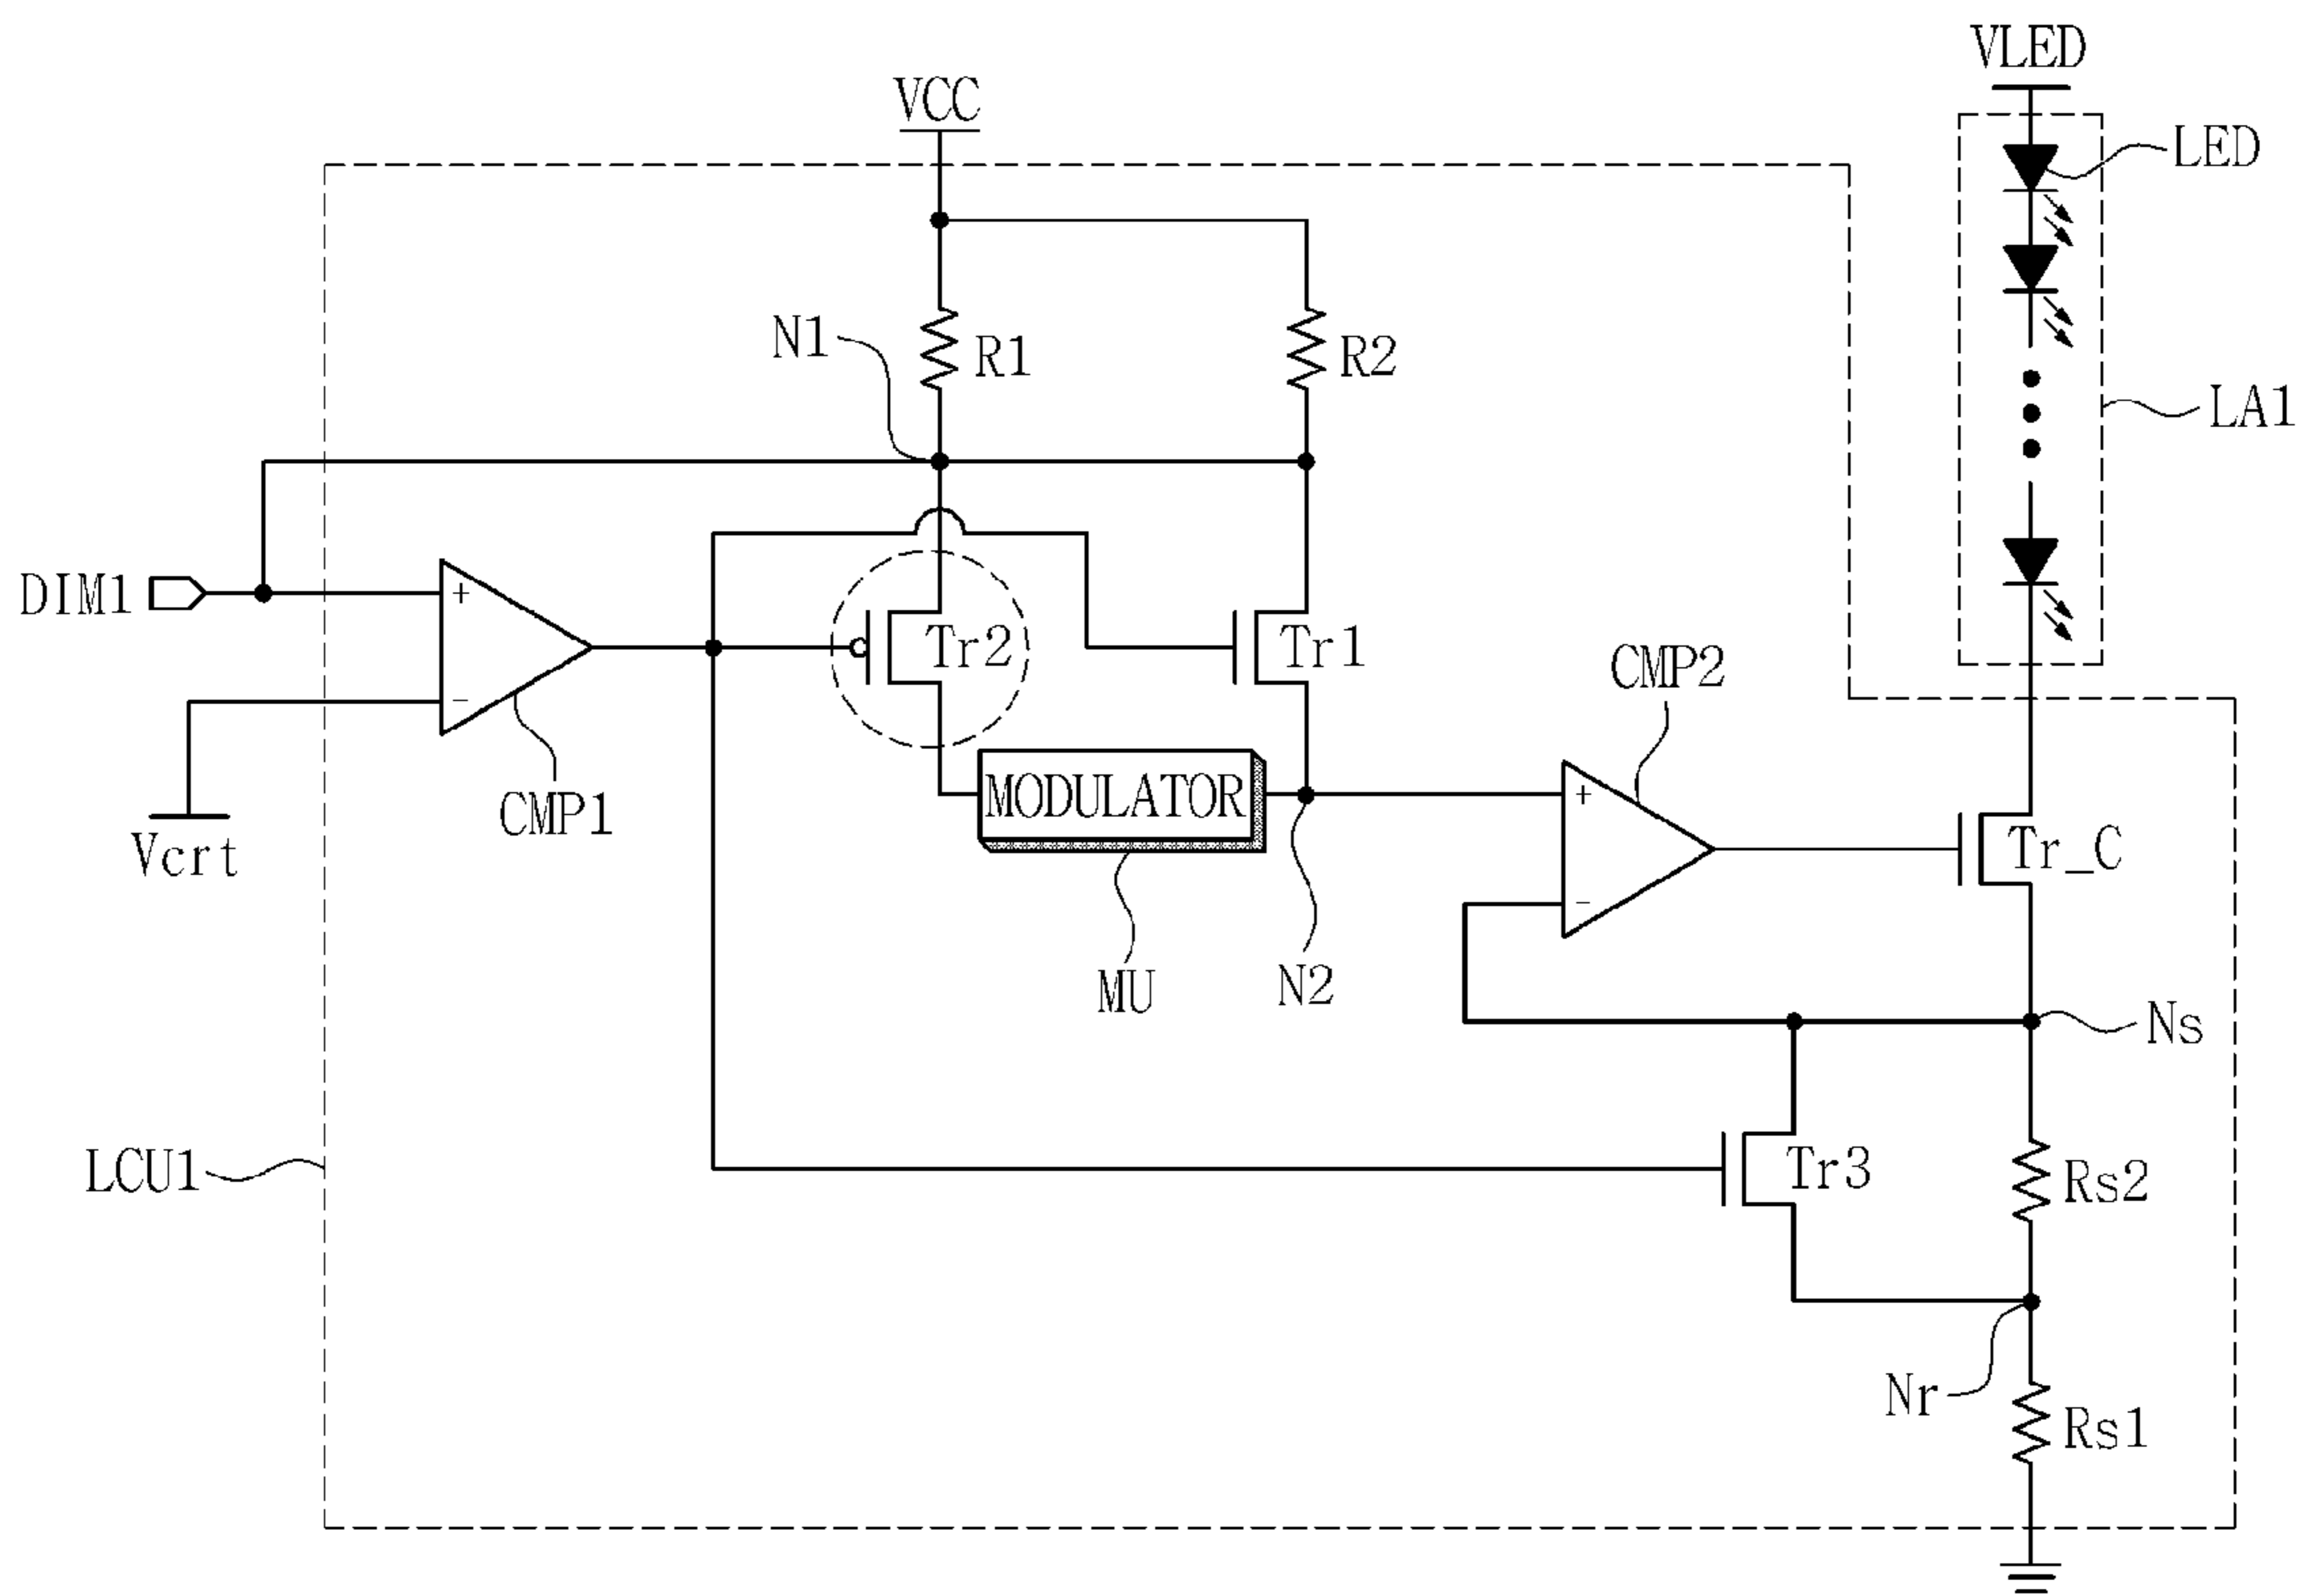 VLED
VCC
LED
N1
R1
R2
LA1
DIM1
+
Tr2
Tr1
CMP2
-
MODULATOR
+
CMP1
Vcrt
Tr_C
-
MU
N2
Ns
LCU1
Tr3
Rs2
Nr
Rs1